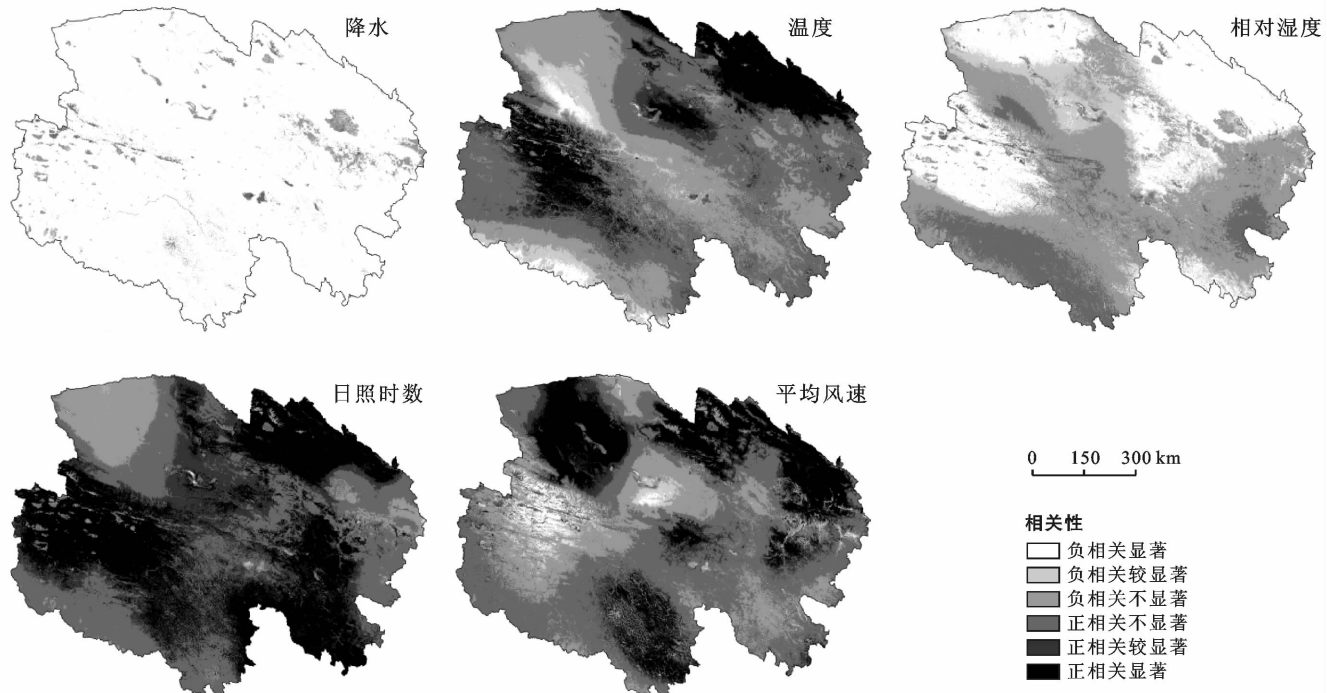 降水
温度
相对湿度
日照时数
平均风速
0 150 300 km
相关性
负相关显著
负相关较显著
负相关不显著
正相关不显著
正相关较显著
正相关显著